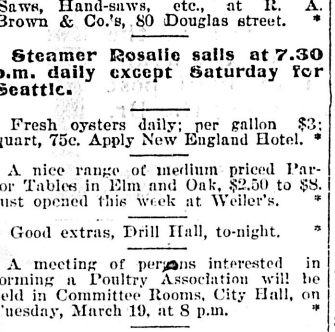 Saws, Hand-saws, etc., at R. A.
Brown & Co.'s, 80 Douglas street. *
Steamer Rosalie sails at 7.30
p.m. daily except Saturday for
Seattle.
Fresh oysters daily; per gallon $3;
quart, 75c. Apply New England Hotel. *
A nice range of medium priced Par-
or Tables in Elm and Oak, $2.50 to $8.
ust opened this week at Weiler's. *
Good extras, Drill Hall, to-night. *
A meeting of persons interested in
orming a Poultry Association will be
eld in Committee Rooms, City Hall, on
uesday, March 19, at 8 p.m. *